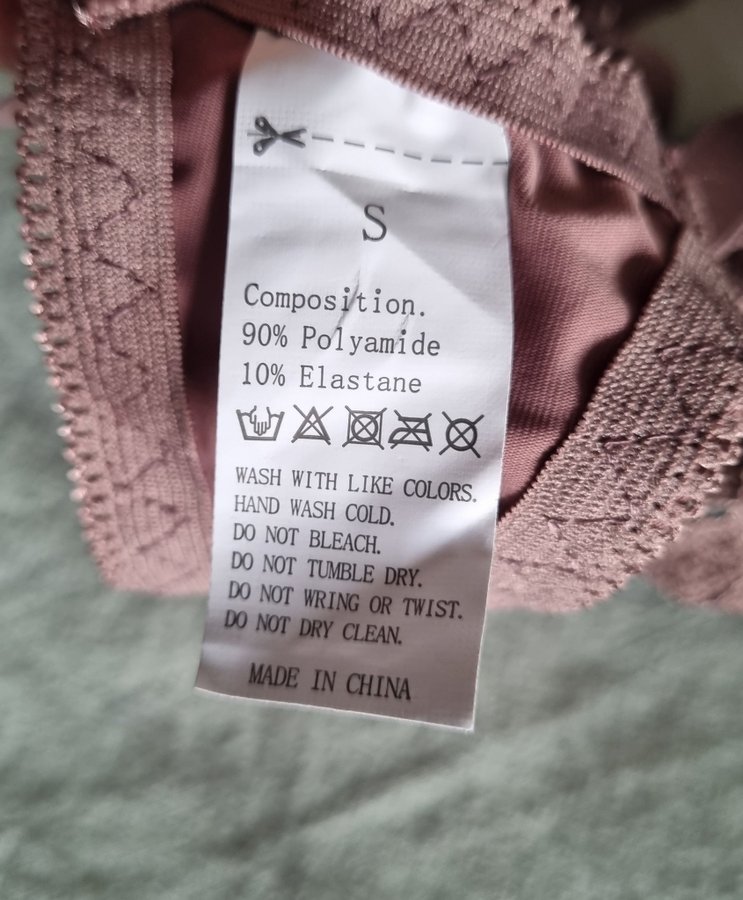 S
Composition.
90% Polyamide
10% Elastane
WASH WITH LIKE COLORS.
HAND WASH COLD.
DO NOT BLEACH.
DO NOT TUMBLE DRY.
DO NOT WRING OR TWIST.
DO NOT DRY CLEAN.
MADE IN CHINA